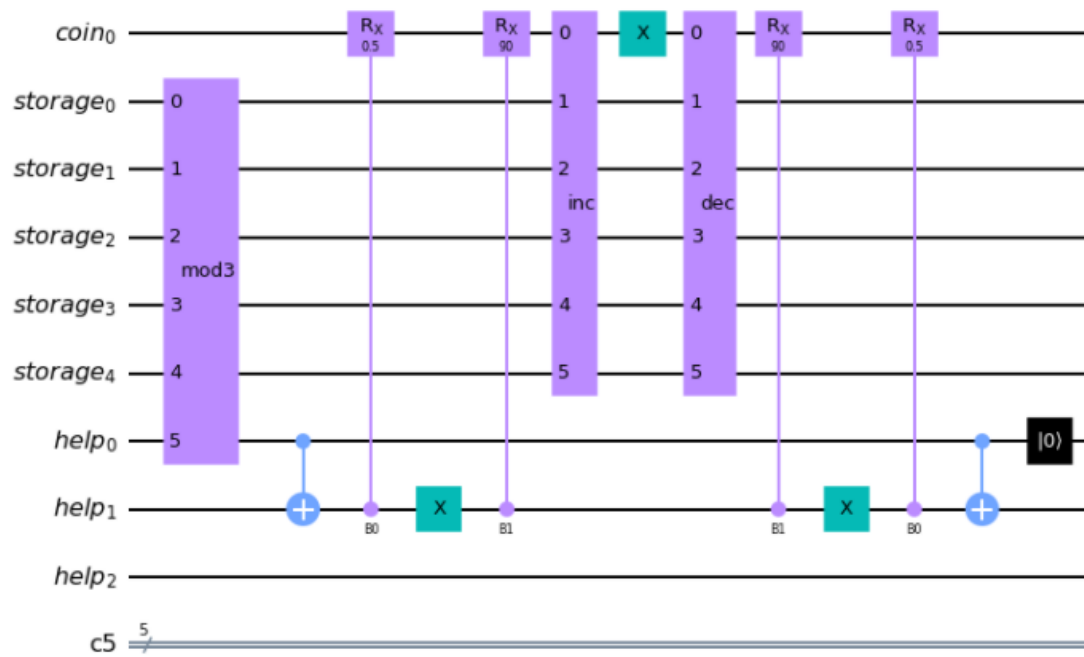 coin0 RX 0.5 RX 90 0 X 0 RX 90 RX 0.5
storage0 0 1 1
storage1 1 2 2
inc dec
storage2 2 3 3
mod3
storage3 3 4 4
storage4 4 5 5
help0 5 |0⟩
help1 X X
B0 B1 B1 B0
help2
5
c5